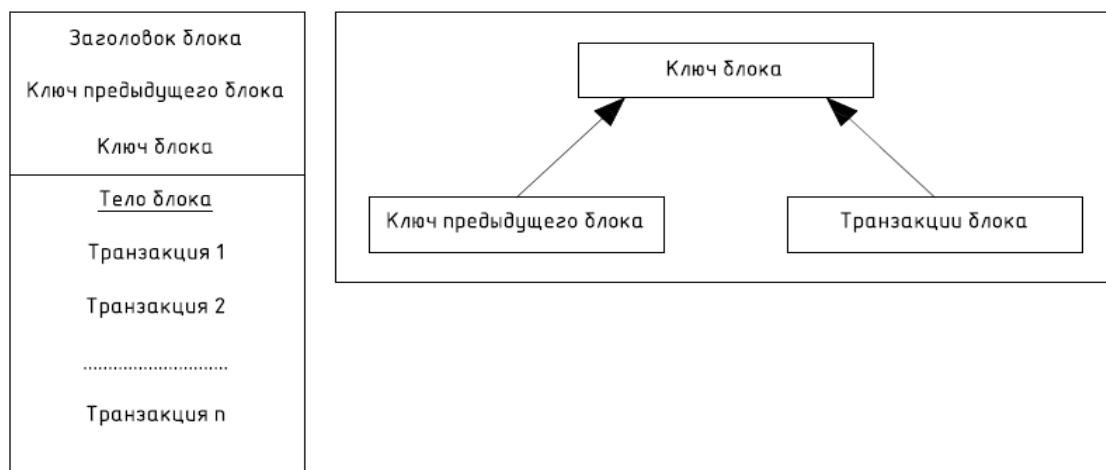 Заголовок блока
Ключ предыдущего блока
Ключ блока
Тело блока
Транзакция 1
Транзакция 2
.............................
Транзакция n
Ключ блока
Ключ предыдущего блока
Транзакции блока